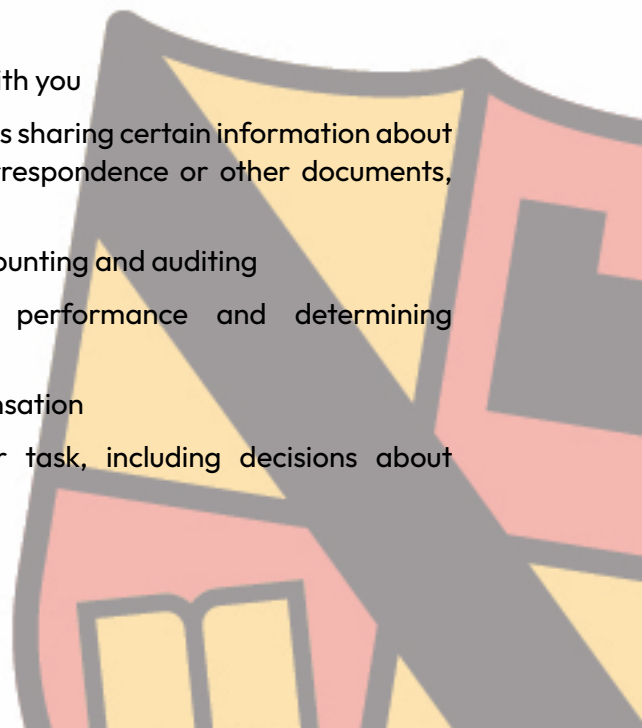 ith you
s sharing certain information about
respondence or other documents,
ounting and auditing
performance and determining
nsation
r task, including decisions about